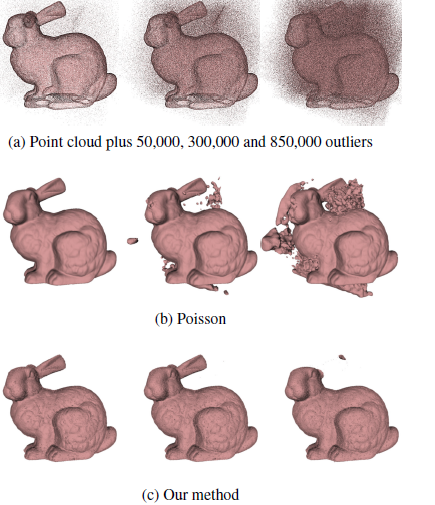 (a) Point cloud plus 50,000, 300,000 and 850,000 outliers
(b) Poisson
(c) Our method